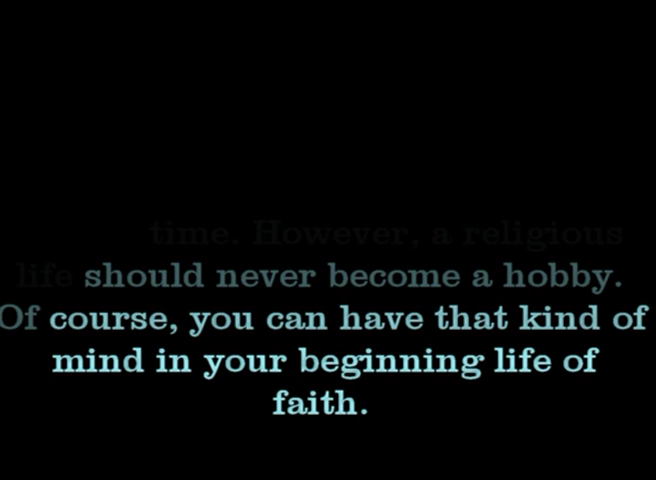 time. However, a religious
life should never become a hobby.
Of course, you can have that kind of
mind in your beginning life of
faith.